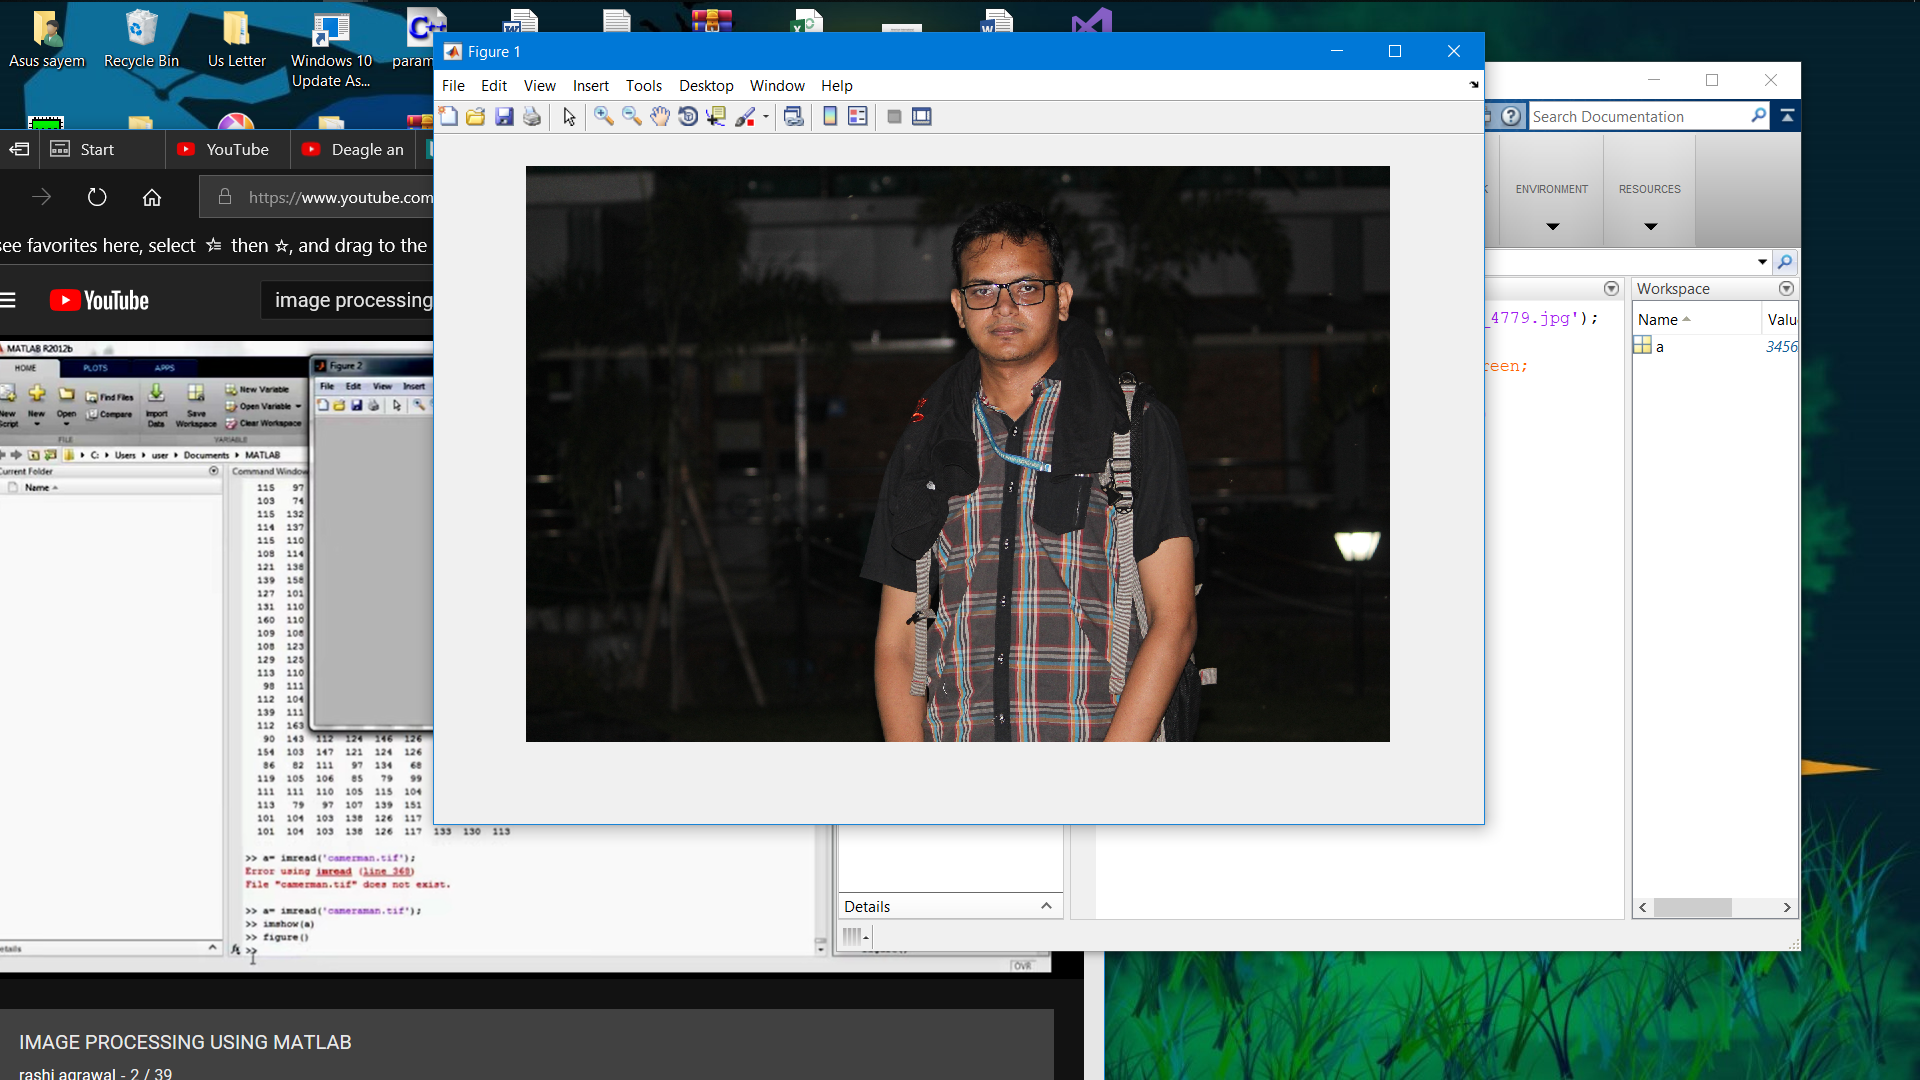 Asus sayem
Recycle Bin
Us Letter
Windows 10
Update As...
param
Figure 1
File Edit View Insert Tools Desktop Window Help
Search Documentation
ENVIRONMENT
RESOURCES
Start
YouTube
Deagle an
https://www.youtube.com
see favorites here, select then , and drag to the
YouTube
image processing
Workspace
Name
Valu
a
3456
_4779.jpg');
reen;
MATLAB R2012b
HOME PLOTS APPS
New
Script
New
Open
Find Files
Compare
Import
Data
Save
Workspace
New Variable
Open Variable
Clear Workspace
FILE
VARIABLE
Figure 2
File Edit View Insert
C: Users user Documents MATLAB
Current Folder
Command Window
Name
115 97
103 74
115 132
114 137
115 110
108 114
121 138
139 158
127 101
131 110
160 110
109 108
108 123
129 125
113 110
98 111
112 104
139 111
112 163
90 143 112 124 146 126
154 103 147 121 124 126
86 82 111 97 134 68
119 105 106 85 79 99
111 111 110 105 115 104
113 79 97 107 139 151
101 104 103 138 126 117
101 104 103 138 126 117 133 130 113
>> a= imread('camerman.tif');
Error using imread (line 368)
File "camerman.tif" does not exist.
>> a= imread('cameraman.tif');
>> imshow(a)
>> figure()
fx >>
etails
OVR
Details
IMAGE PROCESSING USING MATLAB
rashi agrawal - 2 / 39